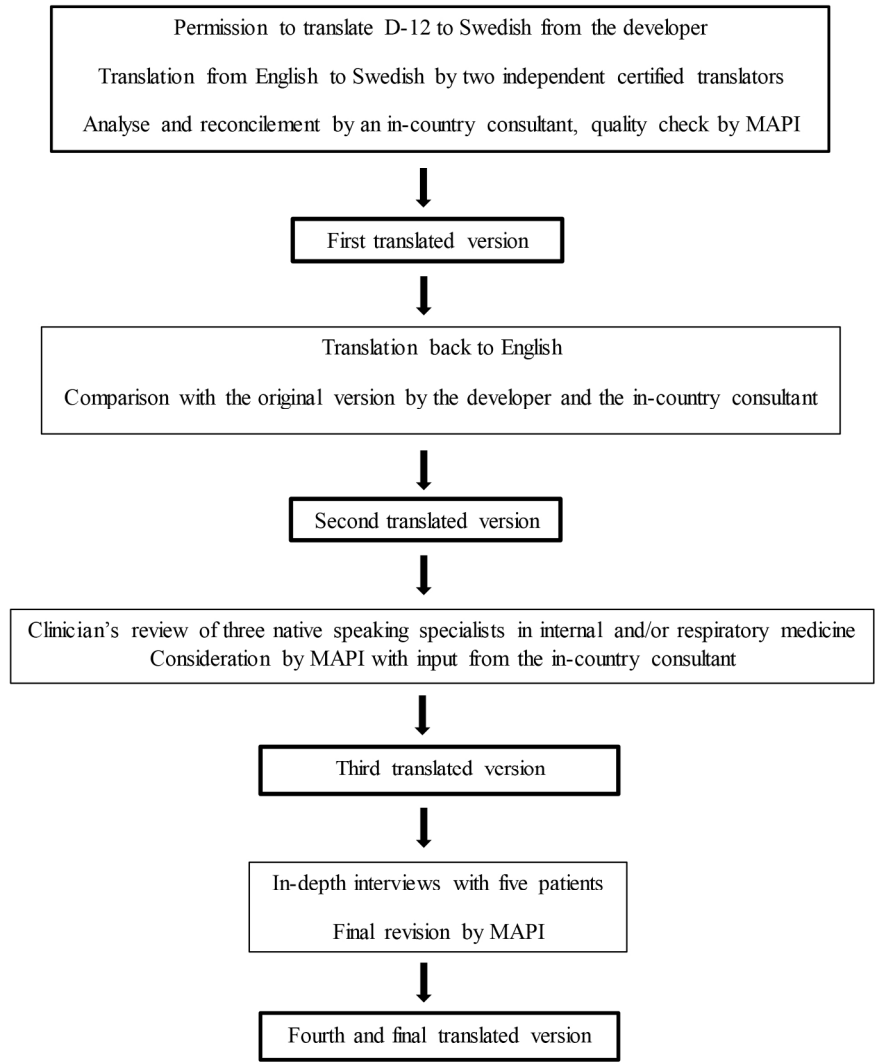 Permission to translate D-12 to Swedish from the developer
Translation from English to Swedish by two independent certified translators
Analyse and reconcilement by an in-country consultant, quality check by MAPI
First translated version
Translation back to English
Comparison with the original version by the developer and the in-country consultant
Second translated version
Clinician's review of three native speaking specialists in internal and/or respiratory medicine
Consideration by MAPI with input from the in-country consultant
Third translated version
In-depth interviews with five patients
Final revision by MAPI
Fourth and final translated version